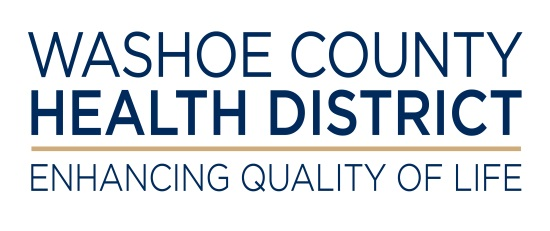 WASHOE COUNTY
HEALTH DISTRICT
ENHANCING QUALITY OF LIFE